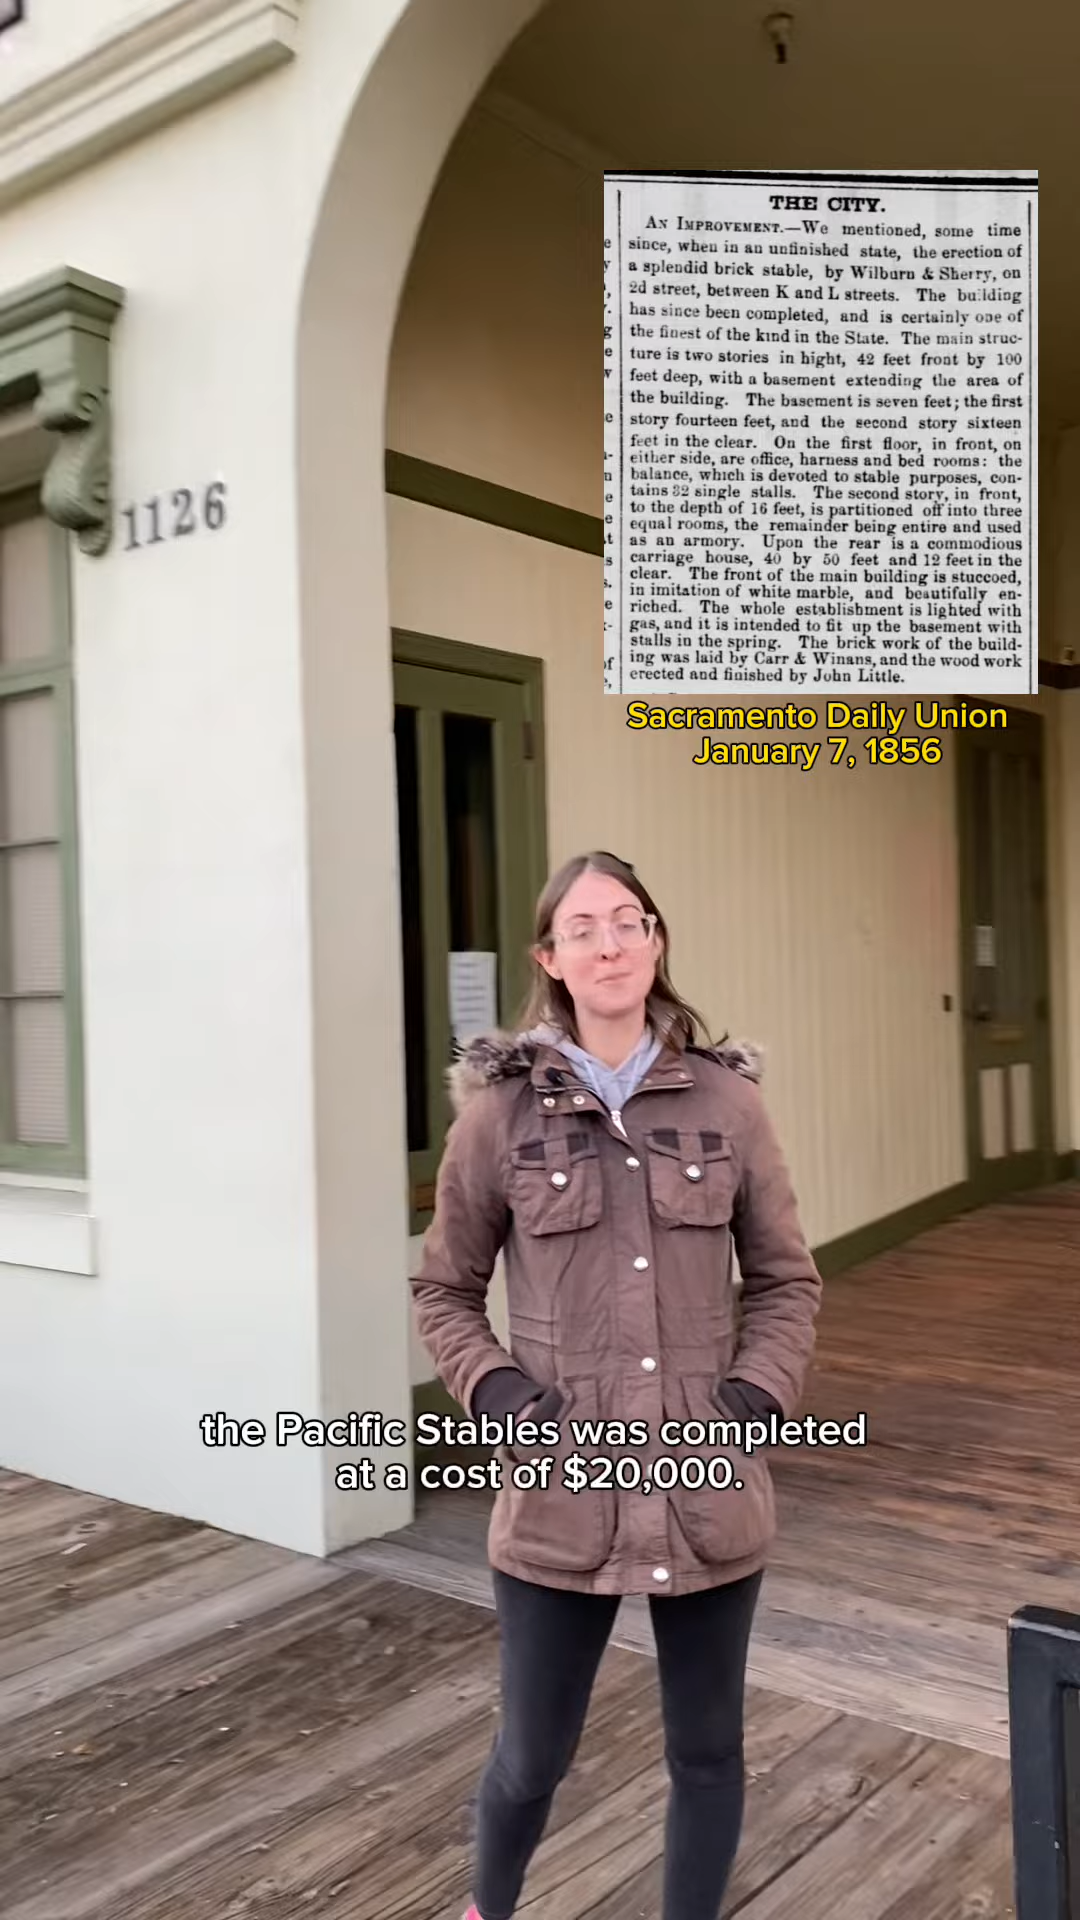 THE CITY.
AN IMPROVEMENT.—We mentioned, some time
since, when in an unfinished state, the erection of
a splendid brick stable, by Wilburn & Sherry, on
2d street, between K and L streets. The building
has since been completed, and is certainly one of
the finest of the kind in the State. The main struc-
ture is two stories in hight, 42 feet front by 100
feet deep, with a basement extending the area of
the building. The basement is seven feet; the first
story fourteen feet, and the second story sixteen
feet in the clear. On the first floor, in front, on
either side, are office, harness and bed rooms: the
balance, which is devoted to stable purposes, con-
tains 32 single stalls. The second story, in front,
to the depth of 16 feet, is partitioned off into three
equal rooms, the remainder being entire and used
as an armory. Upon the rear is a commodious
carriage house, 40 by 50 feet and 12 feet in the
clear. The front of the main building is stuccoed,
in imitation of white marble, and beautifully en-
riched. The whole establishment is lighted with
gas, and it is intended to fit up the basement with
stalls in the spring. The brick work of the build-
ing was laid by Carr & Winans, and the wood work
erected and finished by John Little.
Sacramento Daily Union
January 7, 1856
1126
the Pacific Stables was completed
at a cost of $20,000.